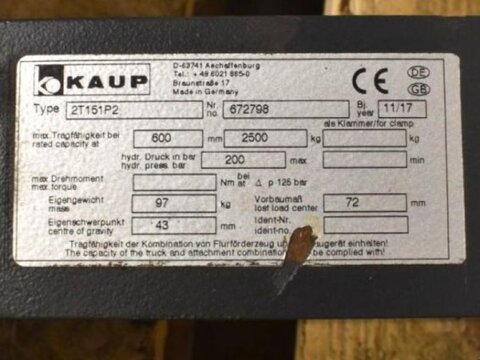 KAUP
D-63741 Aschaffenburg
Tel.: + 49 6021 865-0
Braunstraße 17
Made in Germany
CE
DE
GB
Type 2T151P2 Nr. no. 672798 Bj. year 11/17
als Klammer/for clamp
max. Tragfähigkeit bei 600 mm 2500 kg kg
rated capacity at
hydr. Druck in bar 200 max min
hydr. press. bar
max. Drehmoment Nm bei at Δ p 125 bar
max. torque
Eigengewicht 97 kg Vorbaumaß 72 mm
mass lost load center
Eigenschwerpunkt 43 mm Ident-Nr.
centre of gravity ident-no.
Tragfähigkeit der Kombination von Flurförderzeug einhalten!
The capacity of the truck and attachment be complied with!